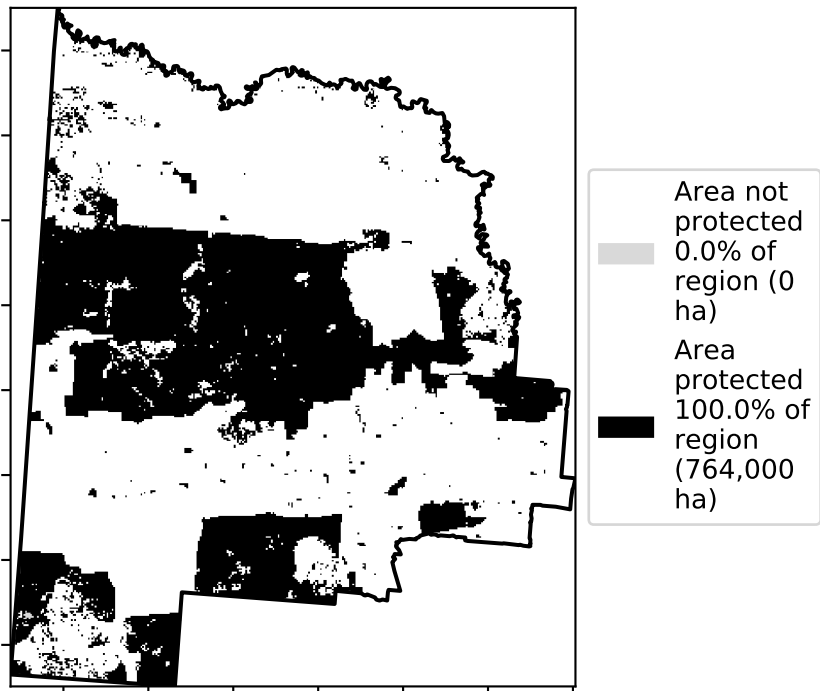 Area not
protected
0.0% of
region (0
ha)
Area
protected
100.0% of
region
(764,000
ha)